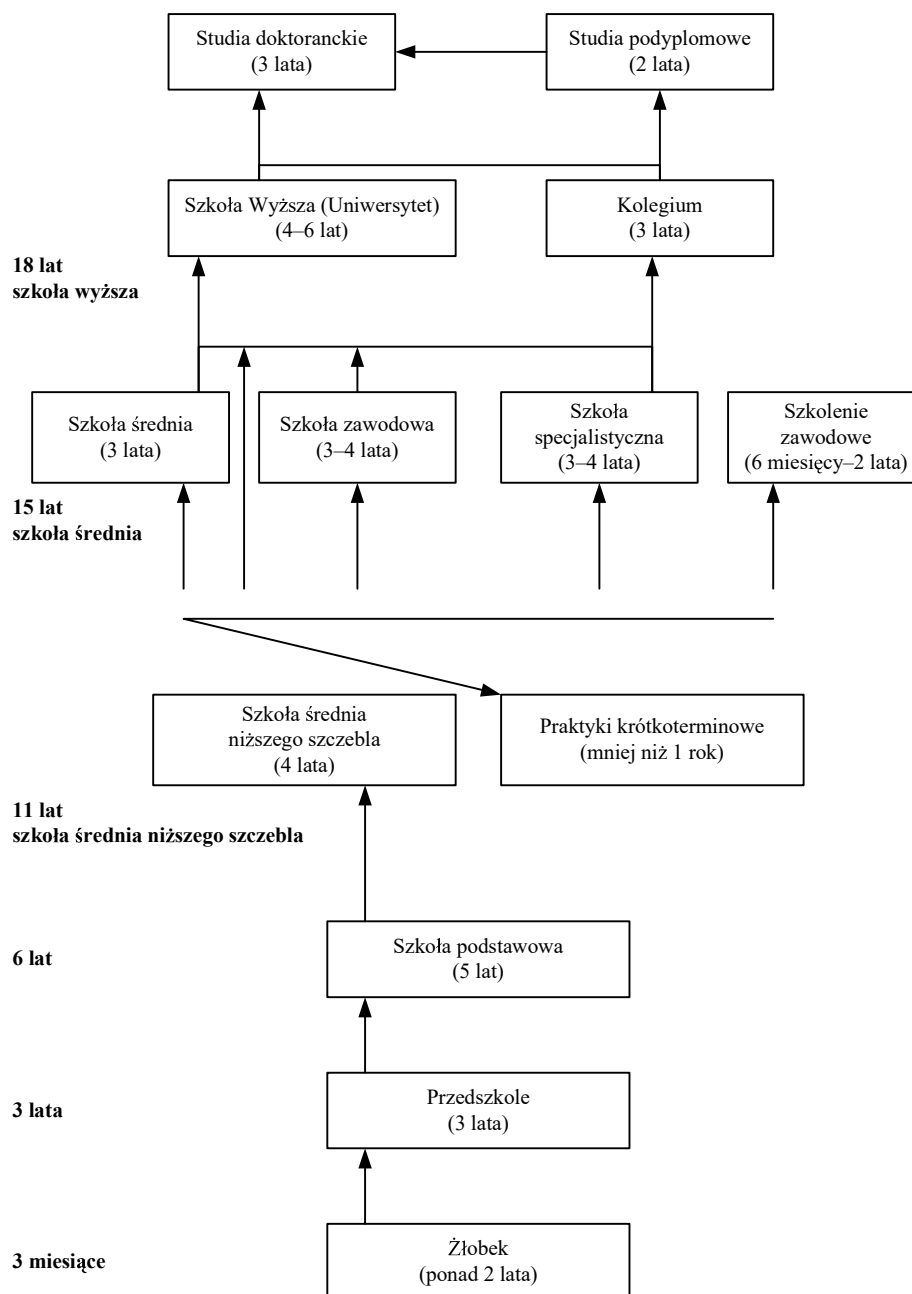 Studia doktoranckie
(3 lata)
Studia podyplomowe
(2 lata)
Szkoła Wyższa (Uniwersytet)
(4–6 lat)
Kolegium
(3 lata)
18 lat
szkoła wyższa
Szkoła średnia
(3 lata)
Szkoła zawodowa
(3–4 lata)
Szkoła
specjalistyczna
(3–4 lata)
Szkolenie
zawodowe
(6 miesięcy–2 lata)
15 lat
szkoła średnia
Szkoła średnia
niższego szczebla
(4 lata)
Praktyki krótkoterminowe
(mniej niż 1 rok)
11 lat
szkoła średnia niższego szczebla
Szkoła podstawowa
(5 lat)
6 lat
Przedszkole
(3 lata)
3 lata
Żłobek
(ponad 2 lata)
3 miesiące